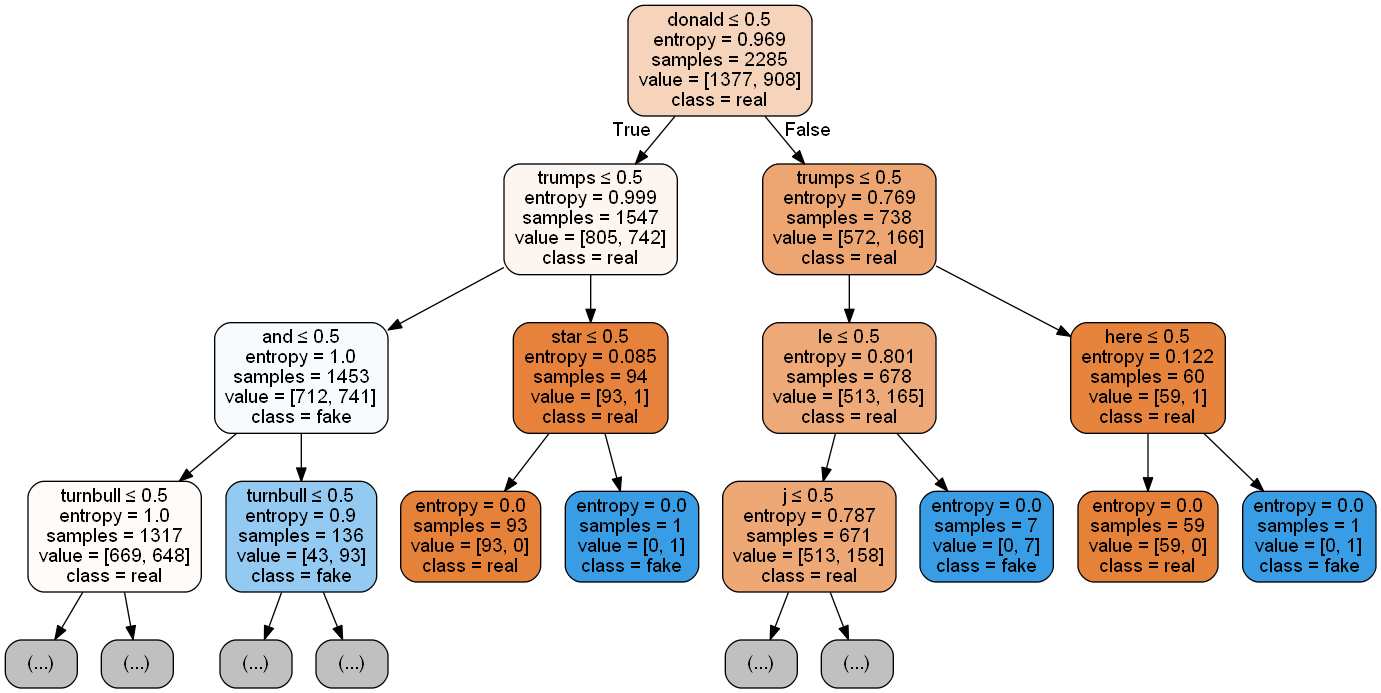 donald ≤ 0.5
entropy = 0.969
samples = 2285
value = [1377, 908]
class = real
True
False
trumps ≤ 0.5
entropy = 0.999
samples = 1547
value = [805, 742]
class = real
trumps ≤ 0.5
entropy = 0.769
samples = 738
value = [572, 166]
class = real
and ≤ 0.5
entropy = 1.0
samples = 1453
value = [712, 741]
class = fake
star ≤ 0.5
entropy = 0.085
samples = 94
value = [93, 1]
class = real
le ≤ 0.5
entropy = 0.801
samples = 678
value = [513, 165]
class = real
here ≤ 0.5
entropy = 0.122
samples = 60
value = [59, 1]
class = real
turnbull ≤ 0.5
entropy = 1.0
samples = 1317
value = [669, 648]
class = real
turnbull ≤ 0.5
entropy = 0.9
samples = 136
value = [43, 93]
class = fake
entropy = 0.0
samples = 93
value = [93, 0]
class = real
entropy = 0.0
samples = 1
value = [0, 1]
class = fake
j ≤ 0.5
entropy = 0.787
samples = 671
value = [513, 158]
class = real
entropy = 0.0
samples = 7
value = [0, 7]
class = fake
entropy = 0.0
samples = 59
value = [59, 0]
class = real
entropy = 0.0
samples = 1
value = [0, 1]
class = fake
(...)
(...)
(...)
(...)
(...)
(...)